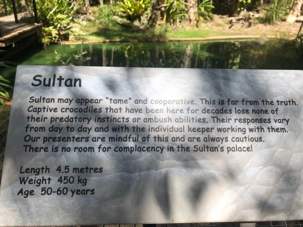 Sultan
Sultan may appear "tame" and cooperative. This is far from the truth.
Captive crocodiles that have been here for decades lose none of
their predatory instincts or ambush abilities. Their responses vary
from day to day and with the individual keeper working with them.
Our presenters are mindful of this and are always cautious.
There is no room for complacency in the Sultan's palace!
Length 4.5 metres
Weight 450 kg
Age 50-60 years